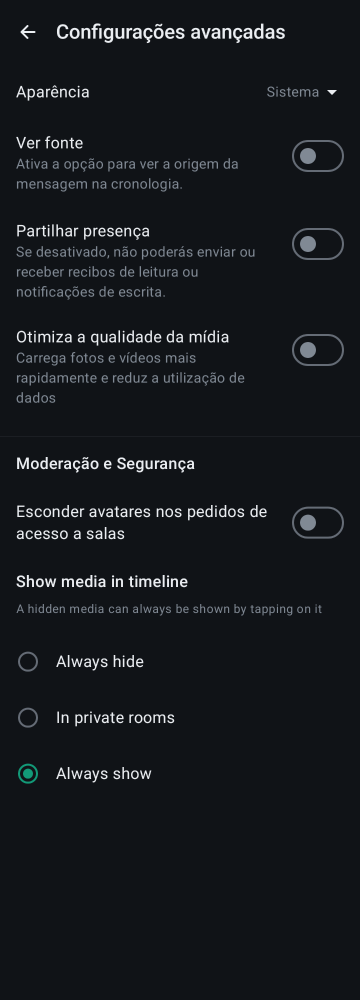 Configurações avançadas
Aparência
Sistema
Ver fonte
Ativa a opção para ver a origem da
mensagem na cronologia.
Partilhar presença
Se desativado, não poderás enviar ou
receber recibos de leitura ou
notificações de escrita.
Otimiza a qualidade da mídia
Carrega fotos e vídeos mais
rapidamente e reduz a utilização de
dados
Moderação e Segurança
Esconder avatares nos pedidos de
acesso a salas
Show media in timeline
A hidden media can always be shown by tapping on it
Always hide
In private rooms
Always show